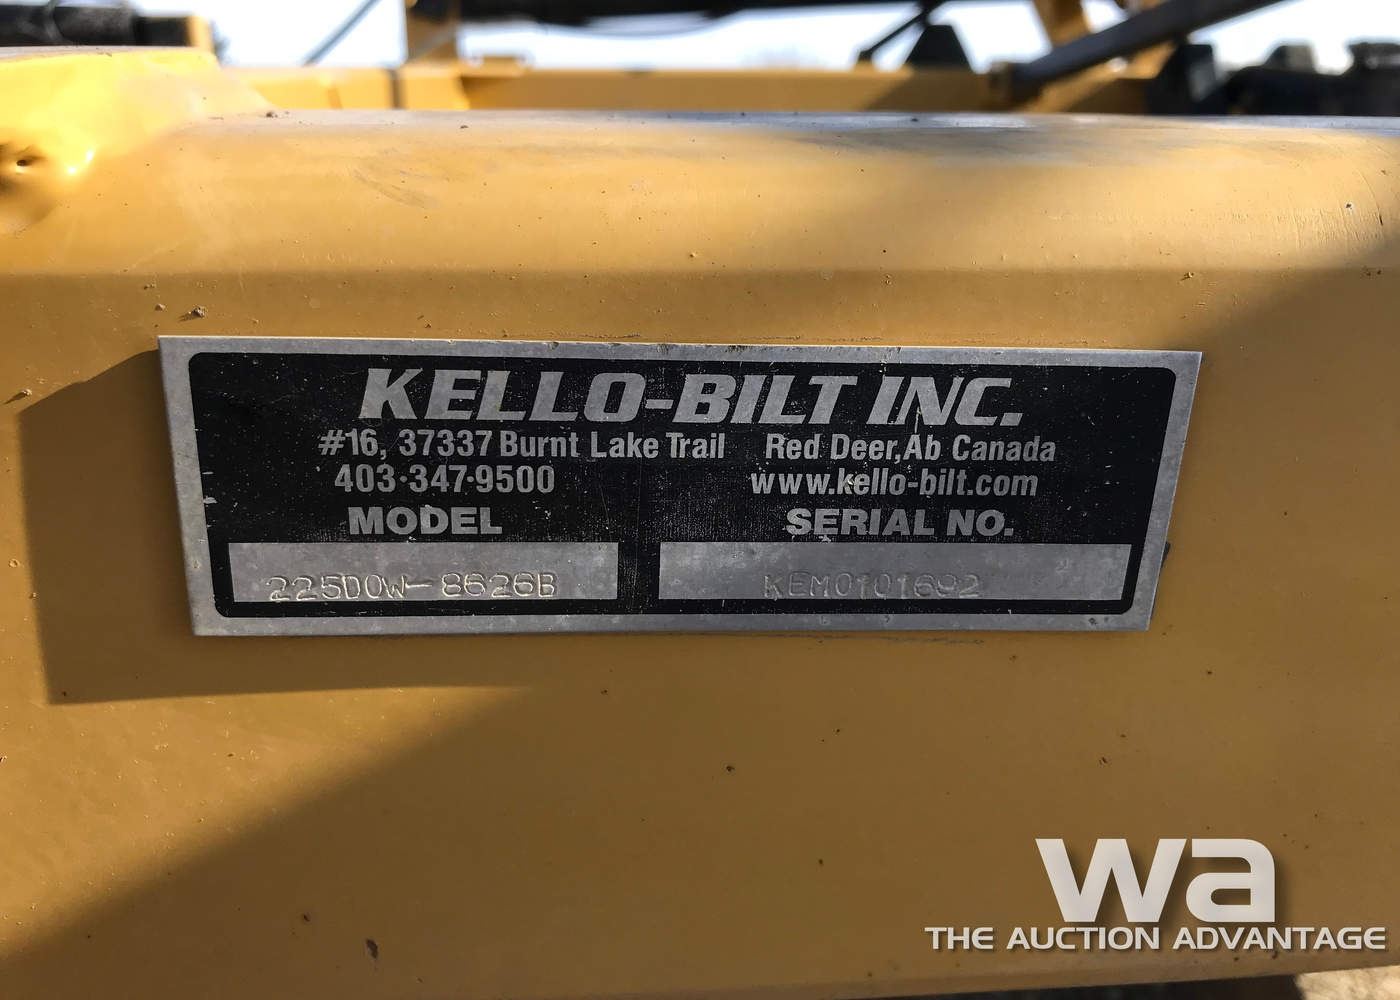 KELLO-BILT INC.
#16, 37337 Burnt Lake Trail Red Deer,Ab Canada
403·347·9500 www.kello-bilt.com
MODEL SERIAL NO.
225DOW-8626B KEM0101692
wa
THE AUCTION ADVANTAGE